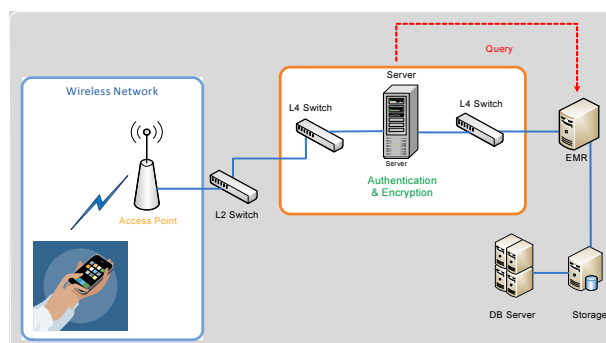 Query
Wireless Network
Server
L4 Switch
L4 Switch
Server
EMR
Authentication
& Encryption
Access Point
L2 Switch
DB Server
Storage